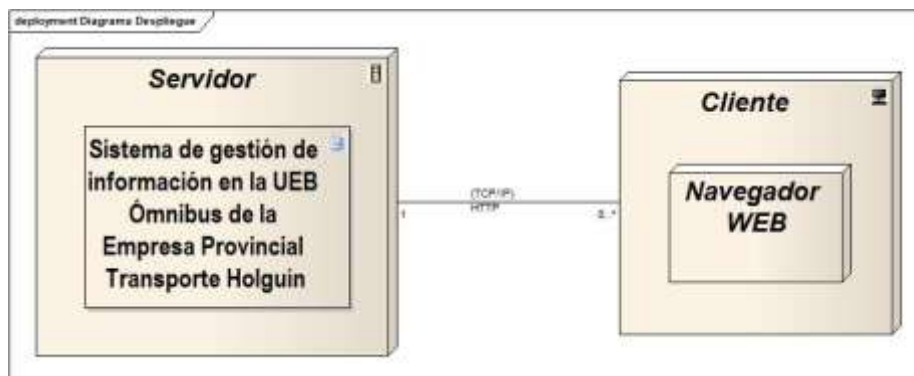 deployment Diagrama Despliegue
Servidor
Sistema de gestión de
información en la UEB
Ómnibus de la
Empresa Provincial
Transporte Holguin
(TCP/IP)
HTTP
1
0..*
Cliente
Navegador
WEB